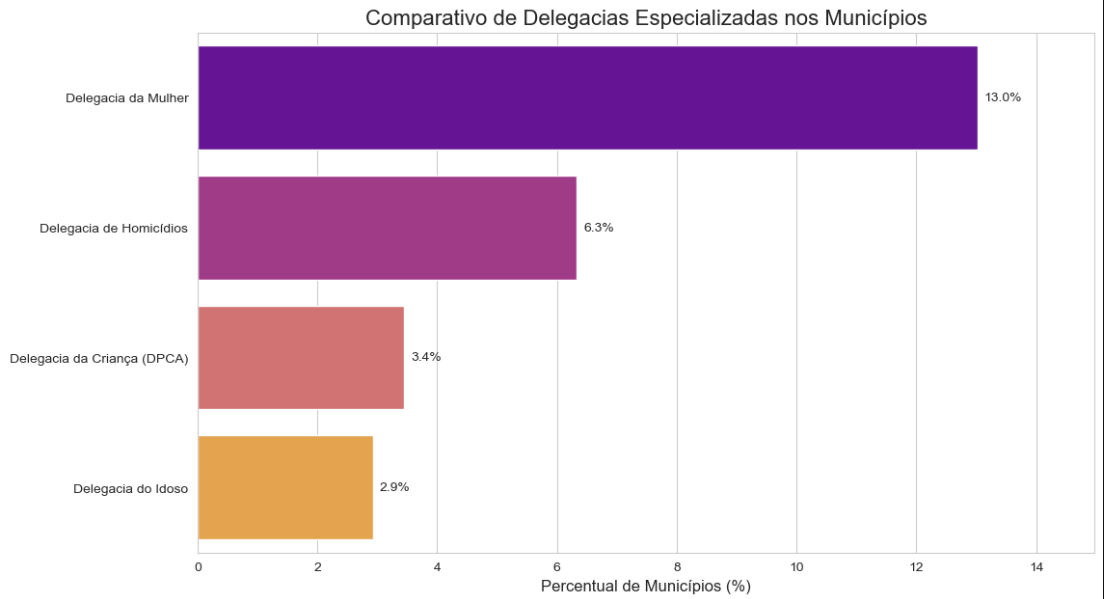 Comparativo de Delegacias Especializadas nos Municípios
Delegacia da Mulher
13.0%
Delegacia de Homicídios
6.3%
Delegacia da Criança (DPCA)
3.4%
Delegacia do Idoso
2.9%
0 2 4 6 8 10 12 14
Percentual de Municípios (%)